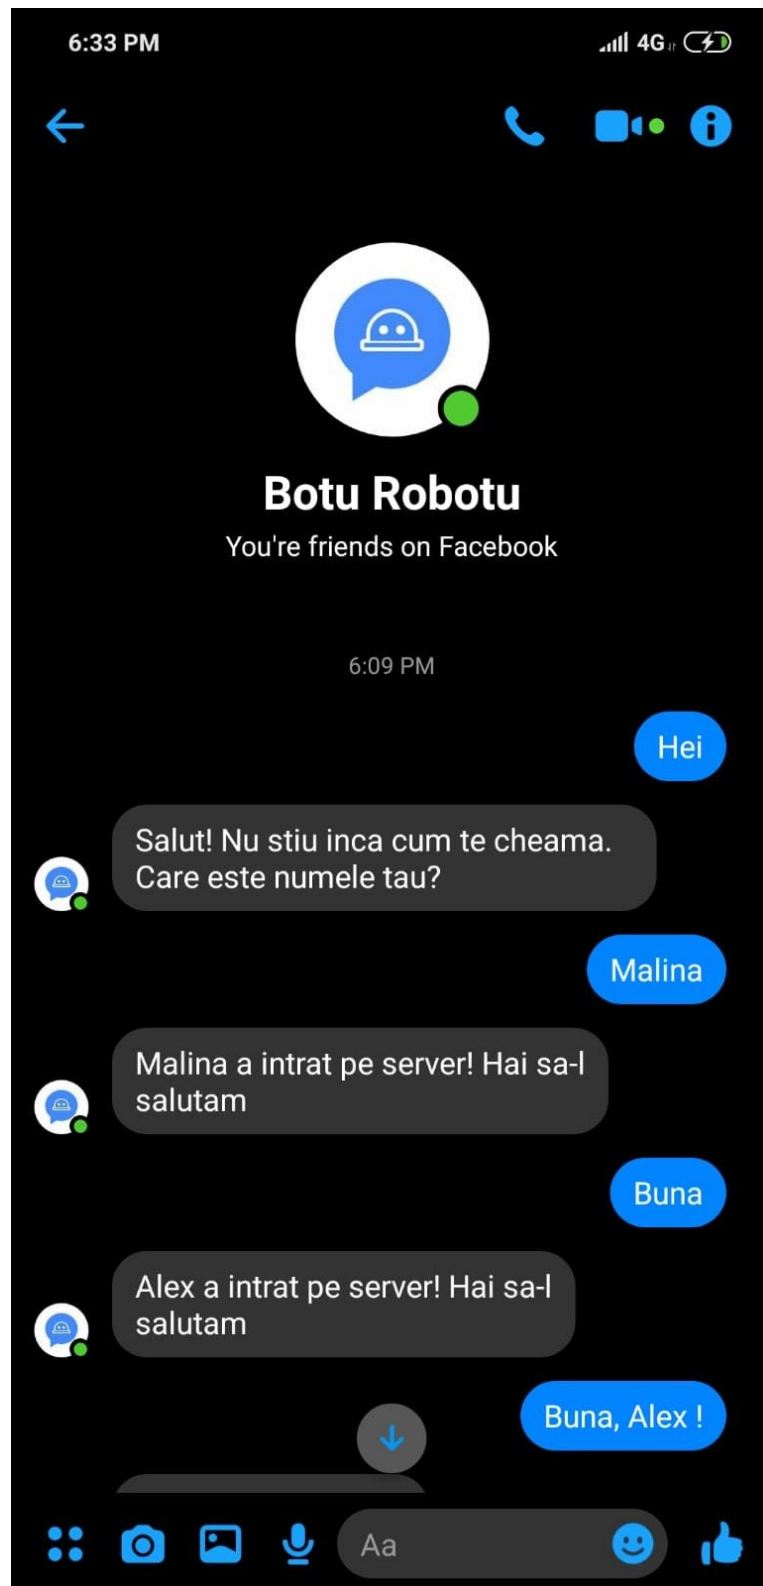 6:33 PM
4G
Botu Robotu
You're friends on Facebook
6:09 PM
Hei
Salut! Nu stiu inca cum te cheama.
Care este numele tau?
Malina
Malina a intrat pe server! Hai sa-l
salutam
Buna
Alex a intrat pe server! Hai sa-l
salutam
Buna, Alex !
Aa